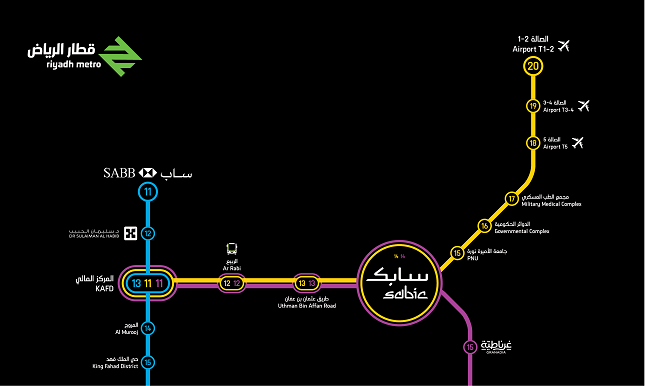 قطار الرياض
riyadh metro
الصالة 1-2
Airport T1-2
20
19
الصالة 3-4
Airport T3-4
18
الصالة 5
Airport T5
SABB ساب
11
17
مجمع الطب العسكري
Military Medical Complex
12
د. سليمان الحبيب
DR SULAIMAN AL HABIB
16
الدوائر الحكومية
Governmental Complex
15
جامعة الأميرة نورة
PNU
الربيع
Ar Rabi
المركز المالي
KAFD
13 11 11
12 12
13 13
طريق عثمان بن عفان
Uthman Bin Affan Road
14 14
سابك
sabic
14
المروج
Al Murooj
15
حي الملك فهد
King Fahad District
15
غرناطية
GRANADIA